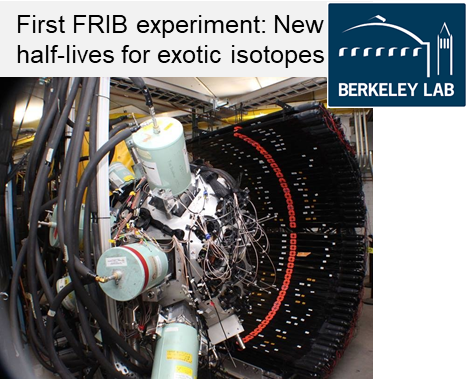 First FRIB experiment: New
half-lives for exotic isotopes
BERKELEY LAB